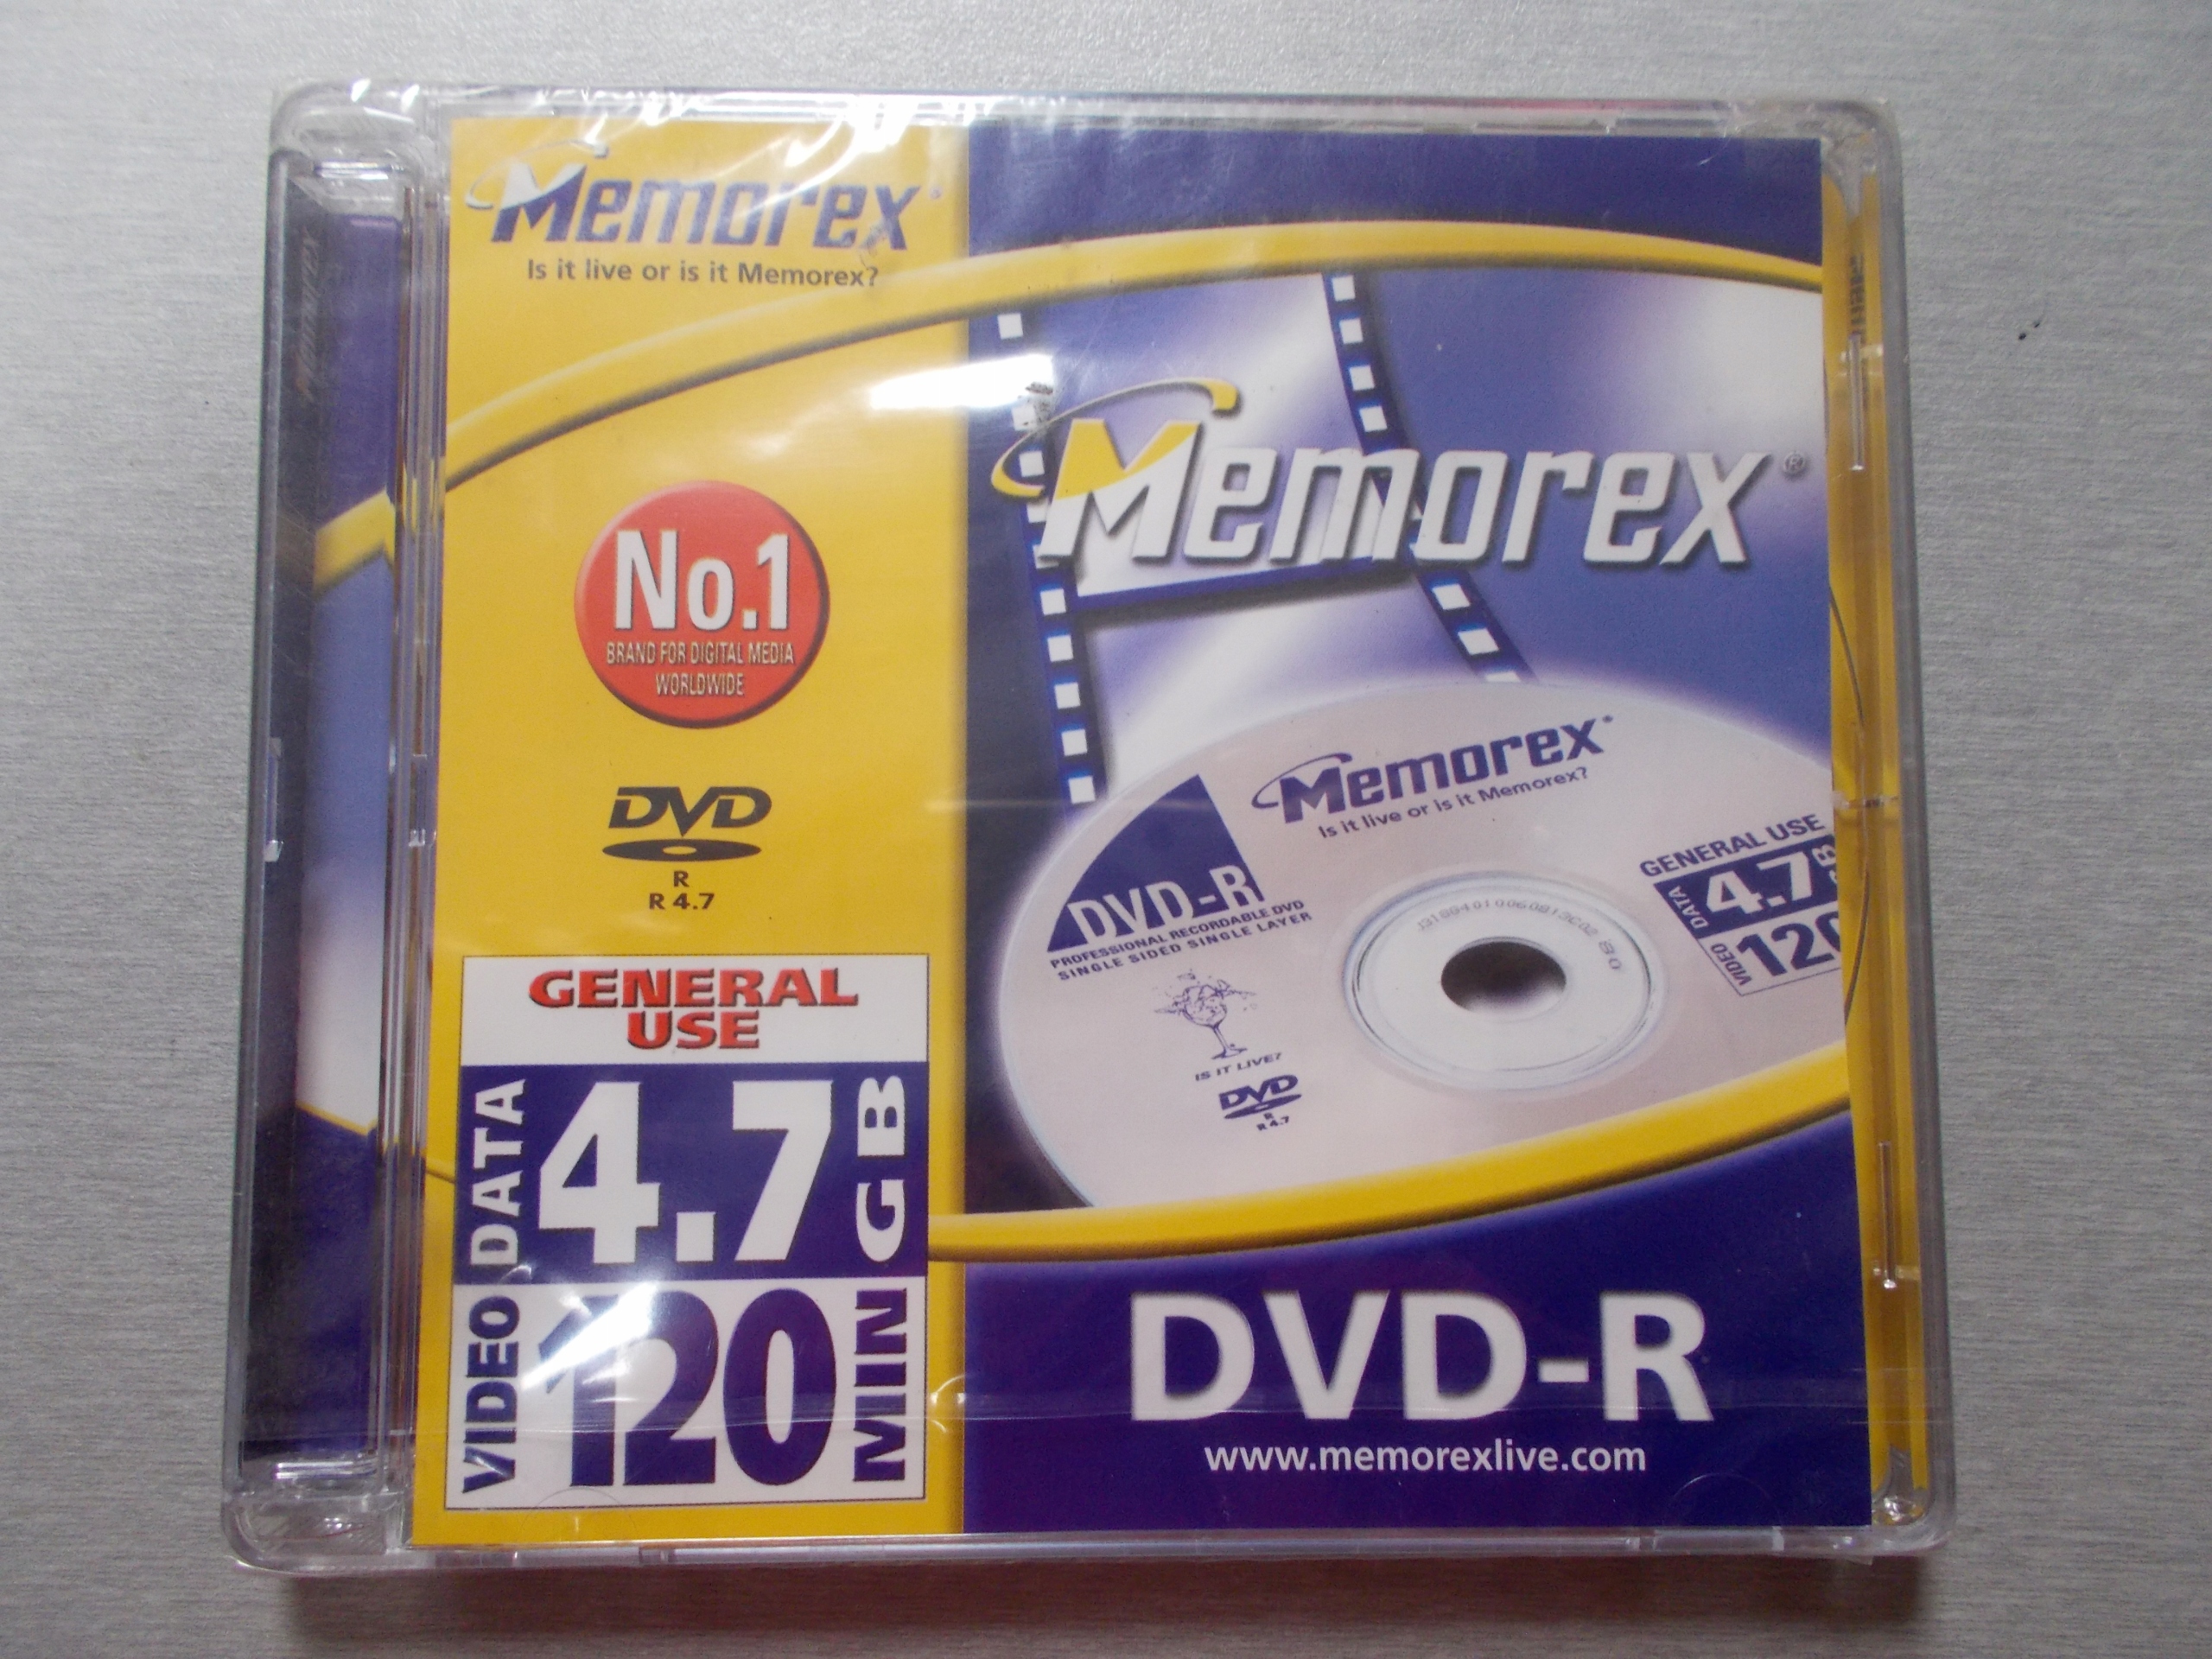 Memorex
Is it live or is it Memorex?
No.1
BRAND FOR DIGITAL MEDIA
WORLDWIDE
DVD
R
R 4.7
GENERAL
USE
DATA 4.7 GB
VIDEO 120 MIN
Memorex®
Memorex
Is it live or is it Memorex?
DVD-R
PROFESSIONAL RECORDABLE DVD
SINGLE SIDED SINGLE LAYER
GENERAL USE
DATA 4.7
VIDEO 120
IS IT LIVE?
DVD
R
R 4.7
DVD-R
www.memorexlive.com